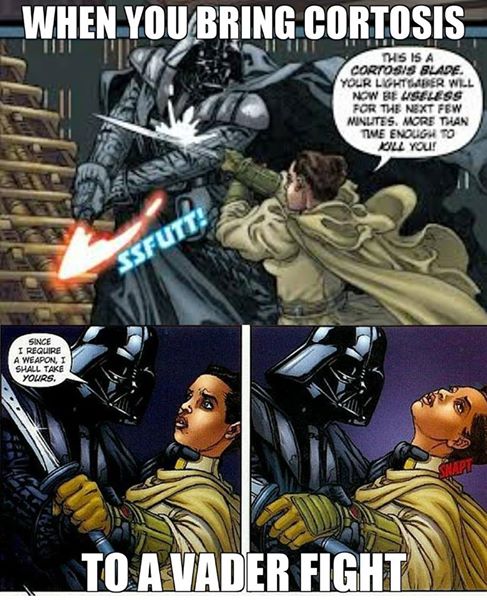 WHEN YOU BRING CORTOSIS
THIS IS A
CORTOSIS BLADE.
YOUR LIGHTSABER WILL
NOW BE USELESS
FOR THE NEXT FEW
MINUTES. MORE THAN
TIME ENOUGH TO
KILL YOU!
SSFUTT!
SINCE
I REQUIRE
A WEAPON, I
SHALL TAKE
YOURS.
SNAPT
TO A VADER FIGHT